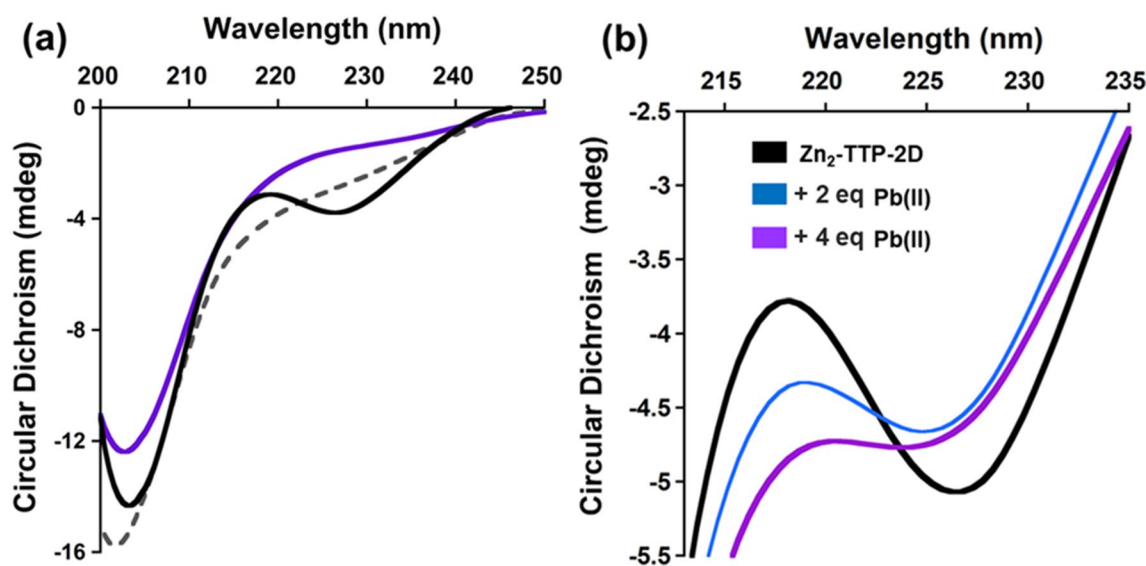 (a)
Wavelength (nm)
200 210 220 230 240 250
0
-4
-8
-12
-16
Circular Dichroism (mdeg)
(b)
Wavelength (nm)
215 220 225 230 235
-2.5
-3
-3.5
-4
-4.5
-5
-5.5
Circular Dichroism (mdeg)
Zn₂-TTP-2D
+ 2 eq Pb(II)
+ 4 eq Pb(II)